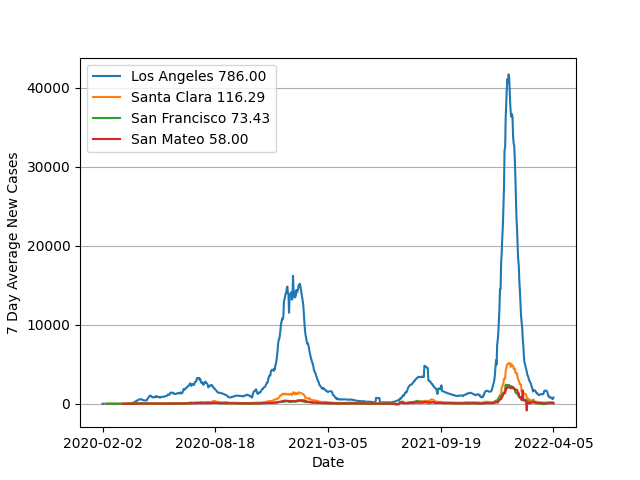 Los Angeles 786.00
Santa Clara 116.29
San Francisco 73.43
San Mateo 58.00
7 Day Average New Cases
40000
30000
20000
10000
0
2020-02-02 2020-08-18 2021-03-05 2021-09-19 2022-04-05
Date